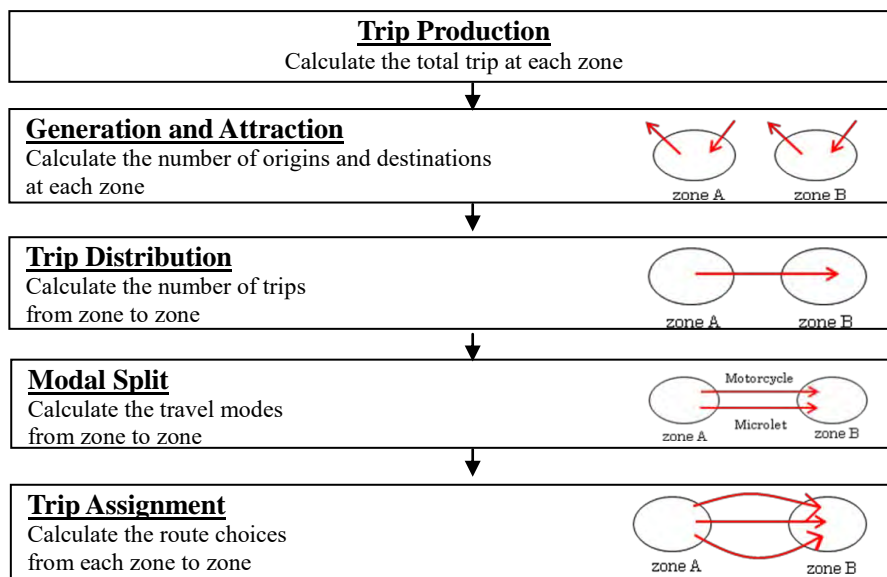 Trip Production
Calculate the total trip at each zone
Generation and Attraction
Calculate the number of origins and destinations
at each zone
zone A
zone B
Trip Distribution
Calculate the number of trips
from zone to zone
zone A
zone B
Modal Split
Calculate the travel modes
from zone to zone
Motorcycle
Microlet
zone A
zone B
Trip Assignment
Calculate the route choices
from each zone to zone
zone A
zone B